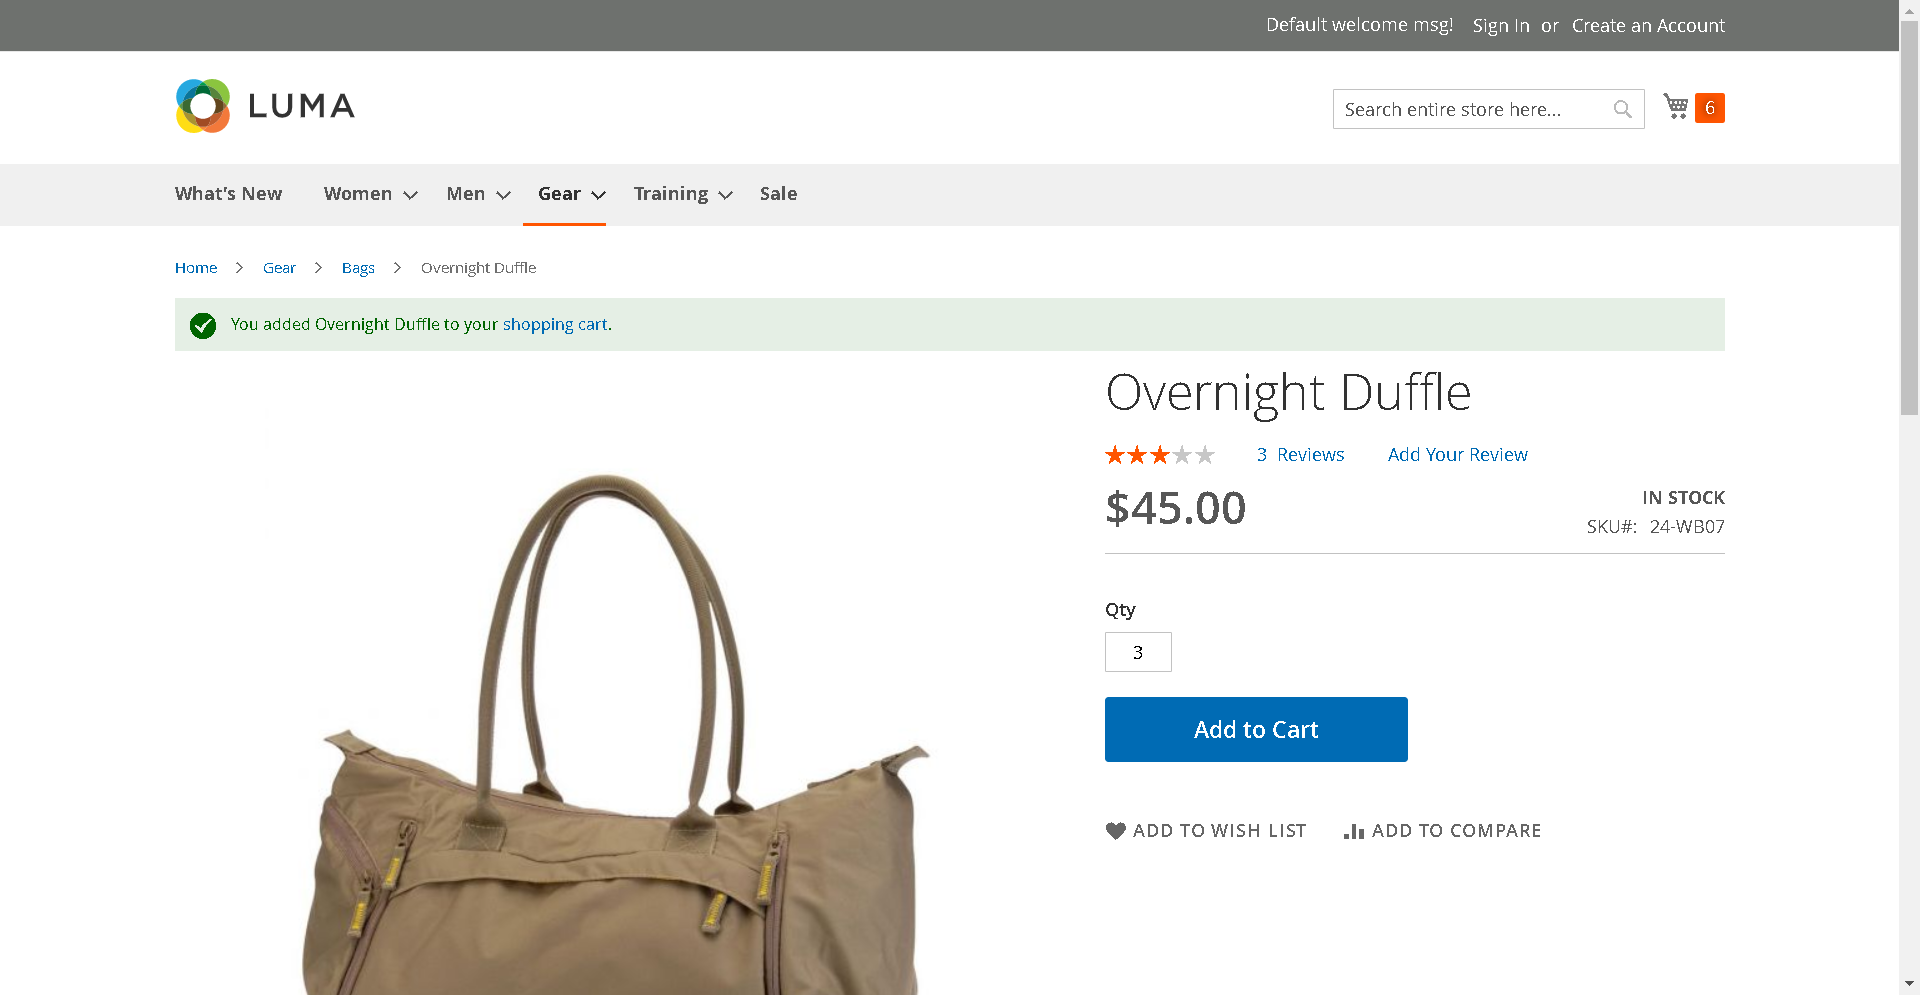 Default welcome msg! Sign In or Create an Account
LUMA
Search entire store here...
6
What's New Women Men Gear Training Sale
Home Gear Bags Overnight Duffle
You added Overnight Duffle to your shopping cart.
Overnight Duffle
3 Reviews Add Your Review
$45.00
IN STOCK
SKU#: 24-WB07
Qty
3
Add to Cart
ADD TO WISH LIST ADD TO COMPARE